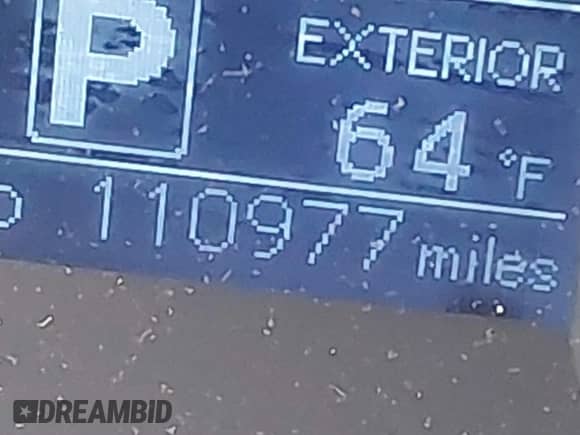 P
EXTERIOR
64 °F
110977 miles
DREAMBID